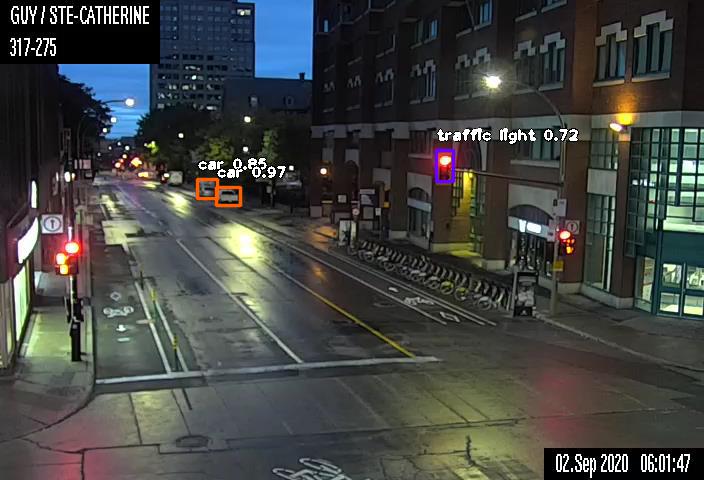 GUY / STE-CATHERINE
317-275
traffic light 0.72
car 0.85
car 0.97
02.Sep 2020 06:01:47